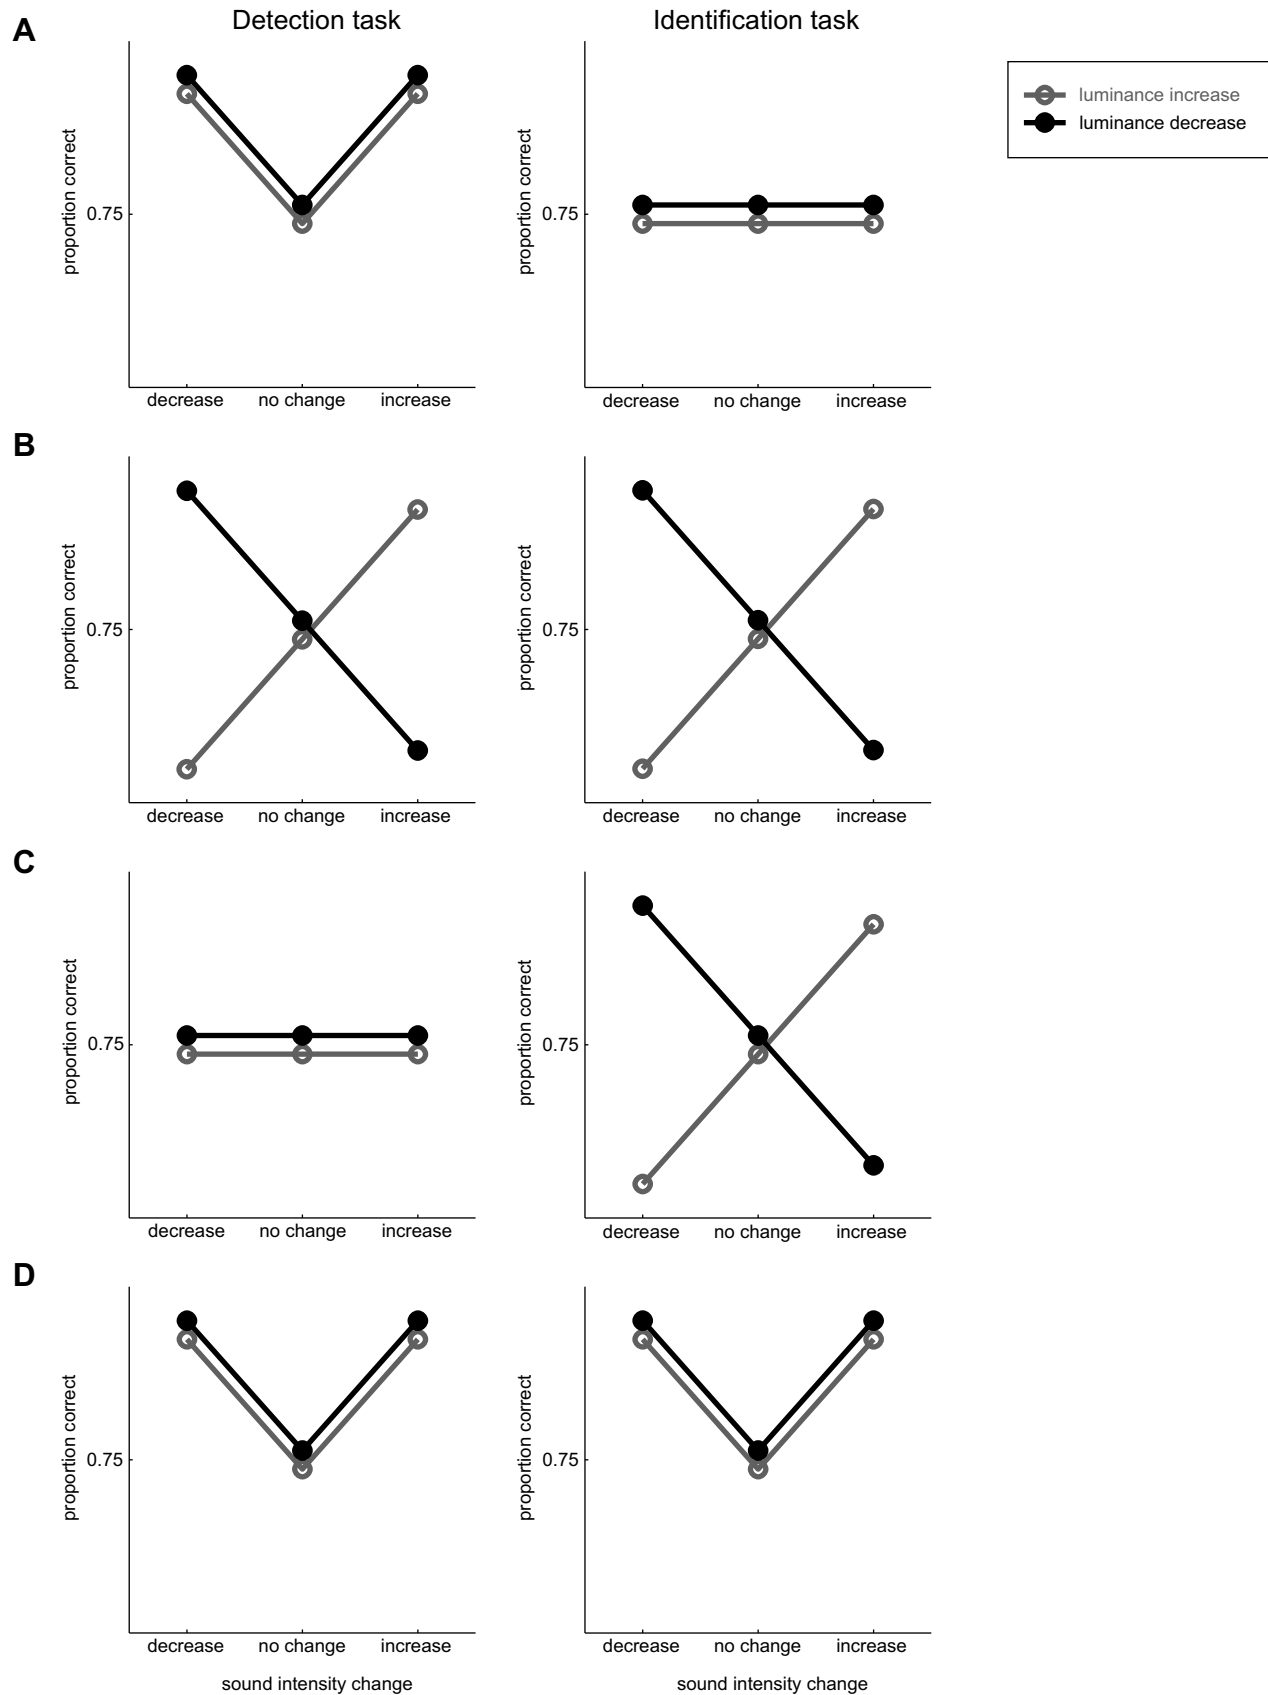 A
Detection task
Identification task
luminance increase
luminance decrease
proportion correct
0.75
decrease no change increase
proportion correct
0.75
decrease no change increase
B
proportion correct
0.75
decrease no change increase
proportion correct
0.75
decrease no change increase
C
proportion correct
0.75
decrease no change increase
proportion correct
0.75
decrease no change increase
D
proportion correct
0.75
decrease no change increase
sound intensity change
proportion correct
0.75
decrease no change increase
sound intensity change